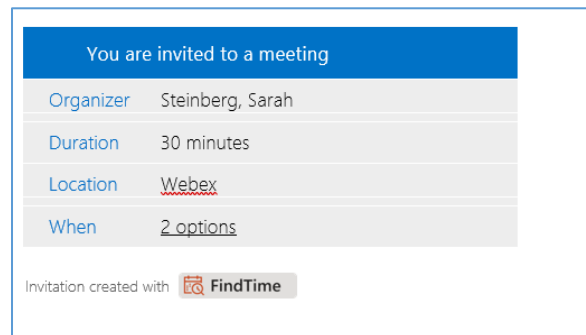 You are invited to a meeting
Organizer Steinberg, Sarah
Duration 30 minutes
Location Webex
When 2 options
Invitation created with FindTime